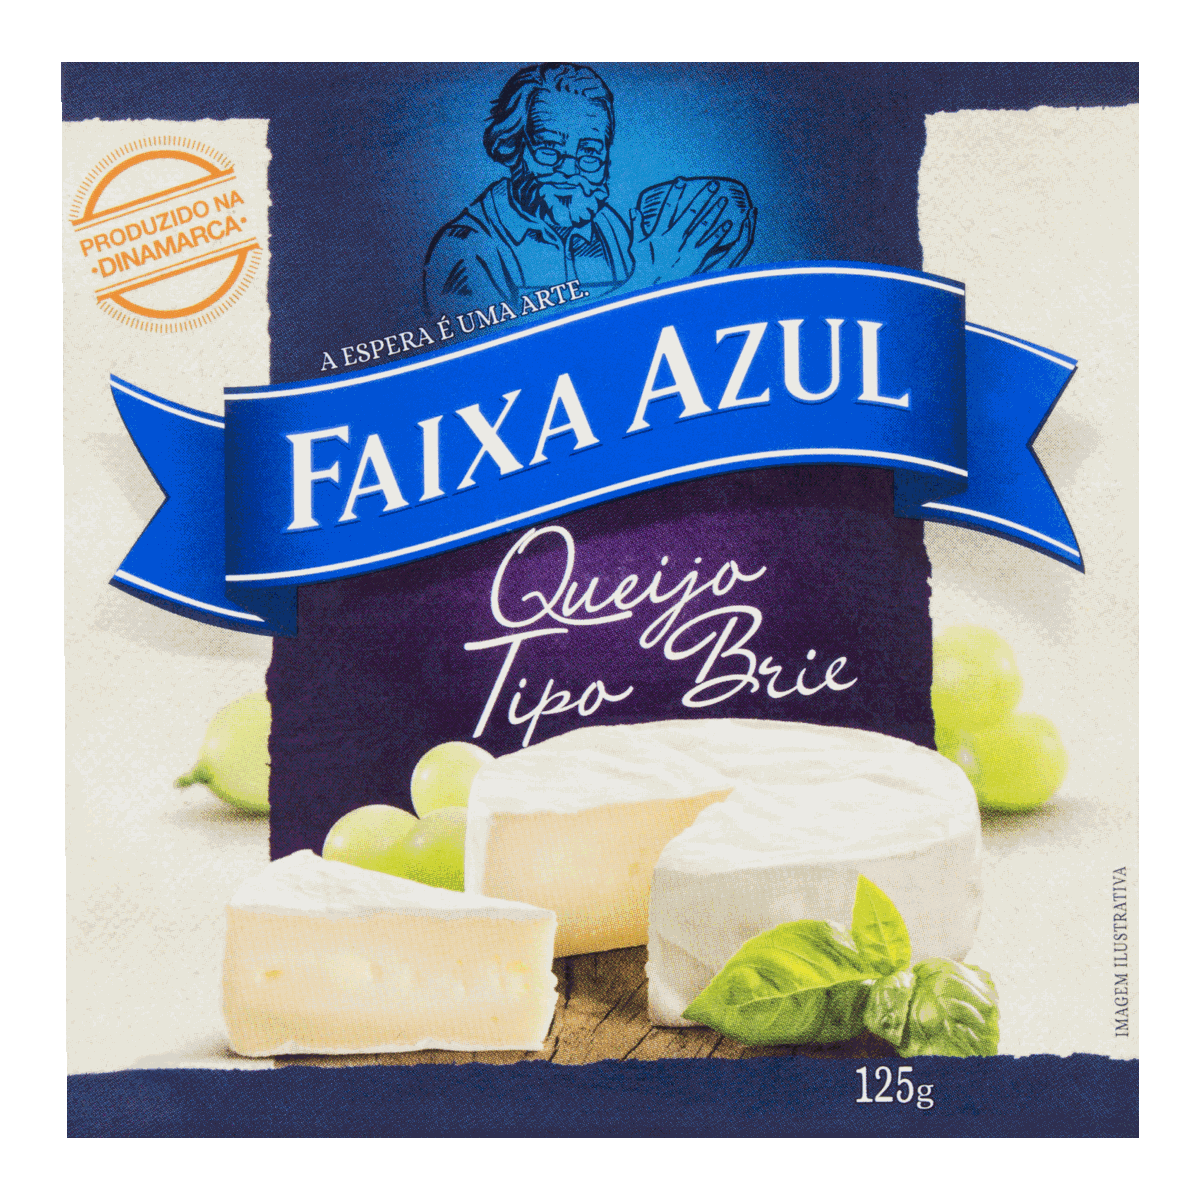 PRODUZIDO NA
•DINAMARCA•
A ESPERA É UMA ARTE.
FAIXA AZUL
Queijo
Tipo Brie
IMAGEM ILUSTRATIVA
125g